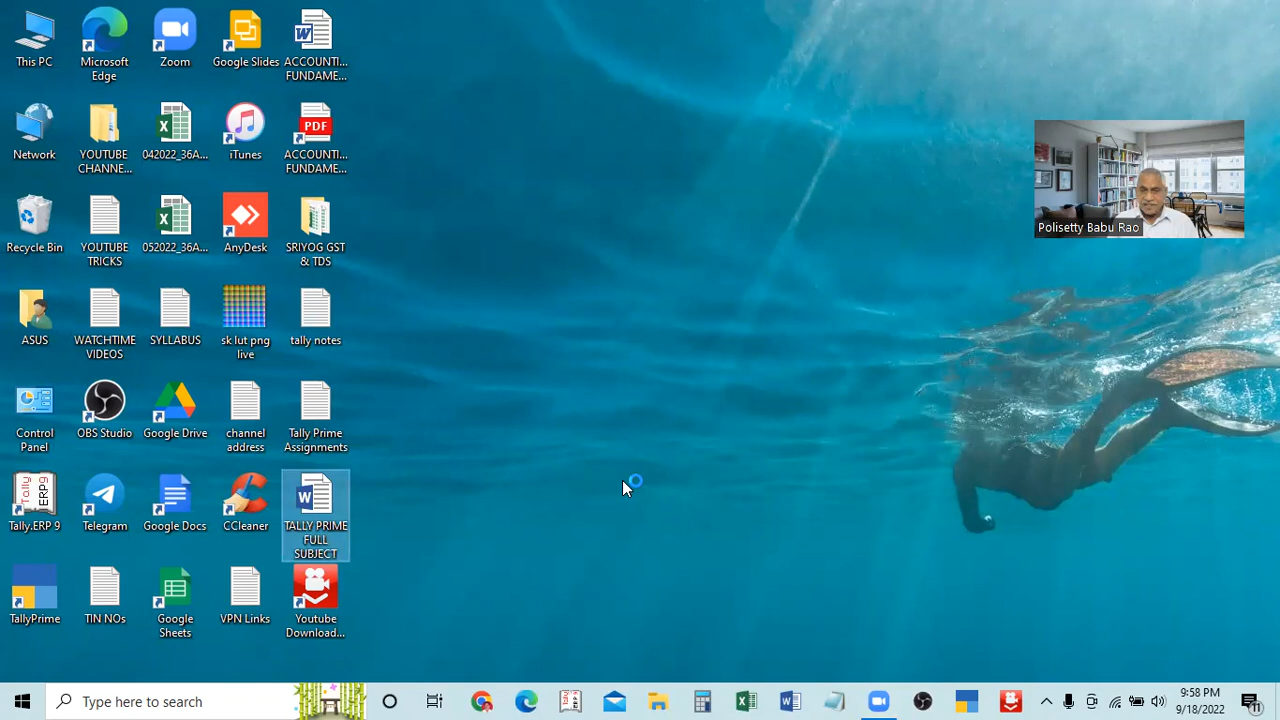 This PC
Microsoft
Edge
Zoom
Google Slides
ACCOUNTI...
FUNDAME...
Network
YOUTUBE
CHANNE...
042022_36A...
iTunes
PDF
ACCOUNTI...
FUNDAME...
Recycle Bin
YOUTUBE
TRICKS
052022_36A...
AnyDesk
SRIYOG GST
& TDS
Polisetty Babu Rao
ASUS
WATCHTIME
VIDEOS
SYLLABUS
sk lut png
live
tally notes
Control
Panel
OBS Studio
Google Drive
channel
address
Tally Prime
Assignments
Tally.ERP 9
Telegram
Google Docs
CCleaner
TALLY PRIME
FULL
SUBJECT
TallyPrime
TIN NOs
Google
Sheets
VPN Links
Youtube
Download...
Type here to search
9:58 PM
9/18/2022